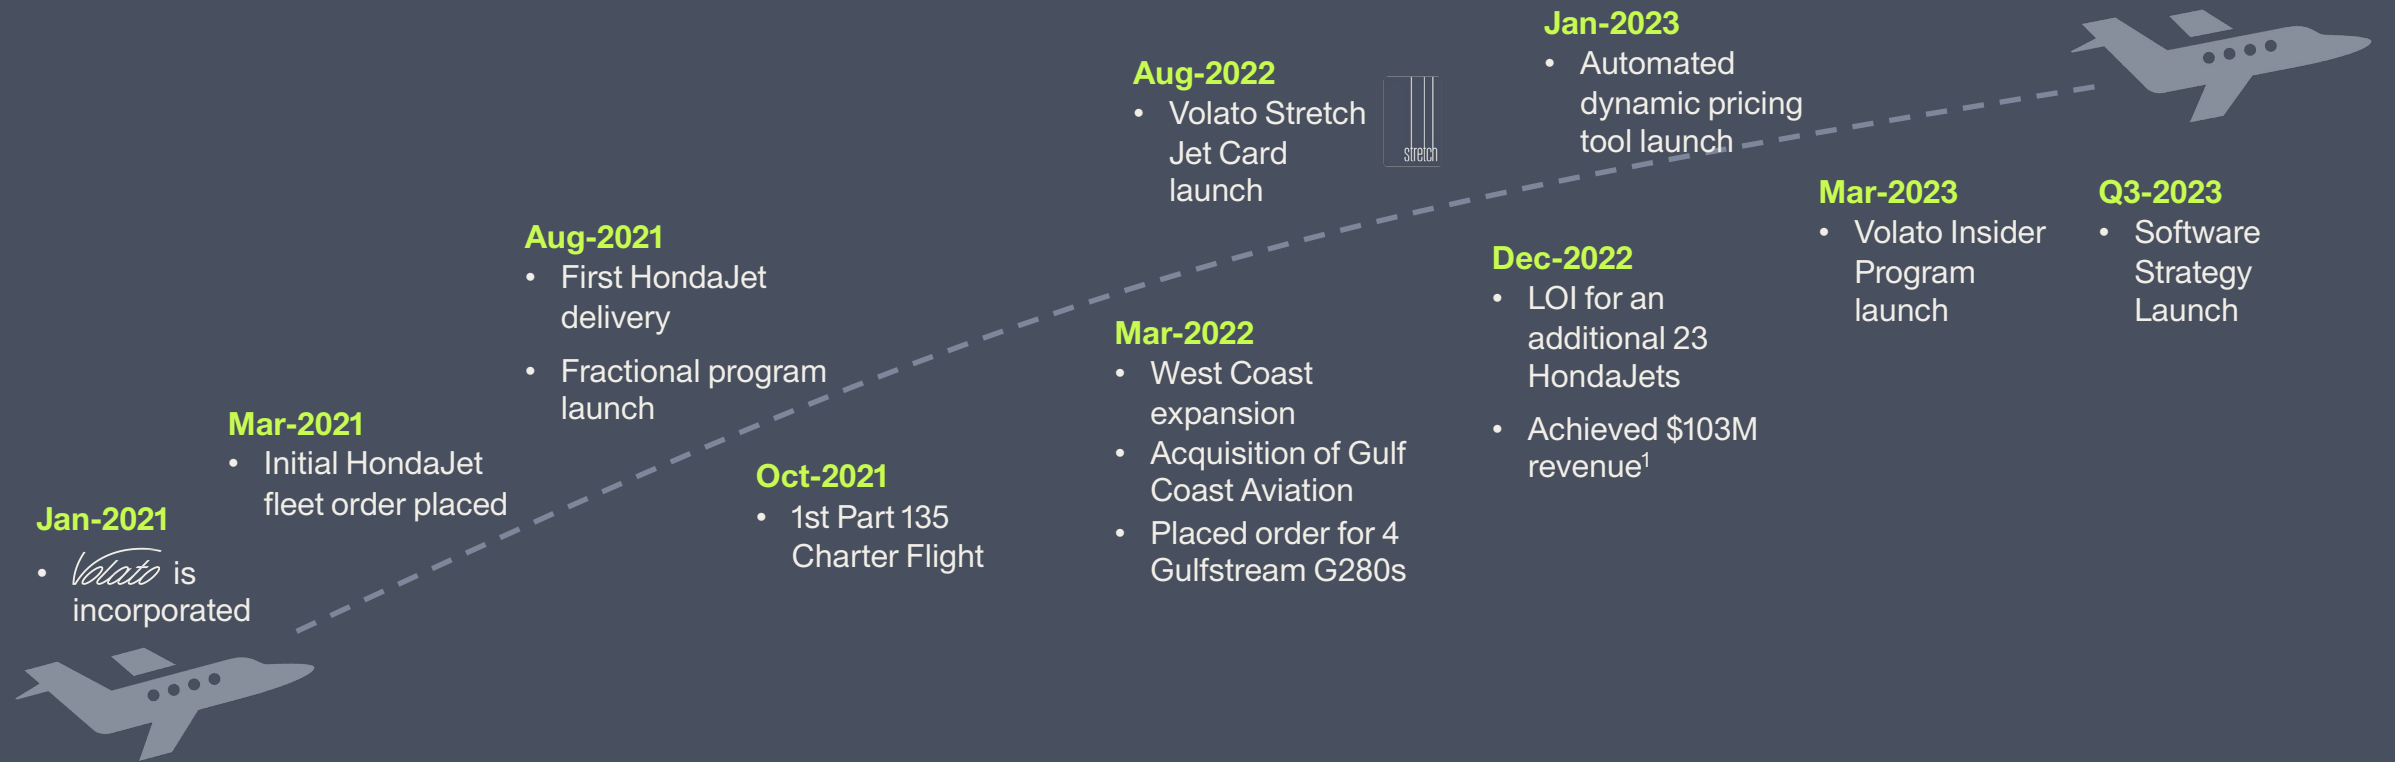 Jan-2021
• Volato is
incorporated
Mar-2021
• Initial HondaJet
fleet order placed
Aug-2021
• First HondaJet
delivery
• Fractional program
launch
Oct-2021
• 1st Part 135
Charter Flight
Mar-2022
• West Coast
expansion
• Acquisition of Gulf
Coast Aviation
• Placed order for 4
Gulfstream G280s
Aug-2022
• Volato Stretch
Jet Card
launch
stretch
Dec-2022
• LOI for an
additional 23
HondaJets
• Achieved $103M
revenue¹
Jan-2023
• Automated
dynamic pricing
tool launch
Mar-2023
• Volato Insider
Program
launch
Q3-2023
• Software
Strategy
Launch